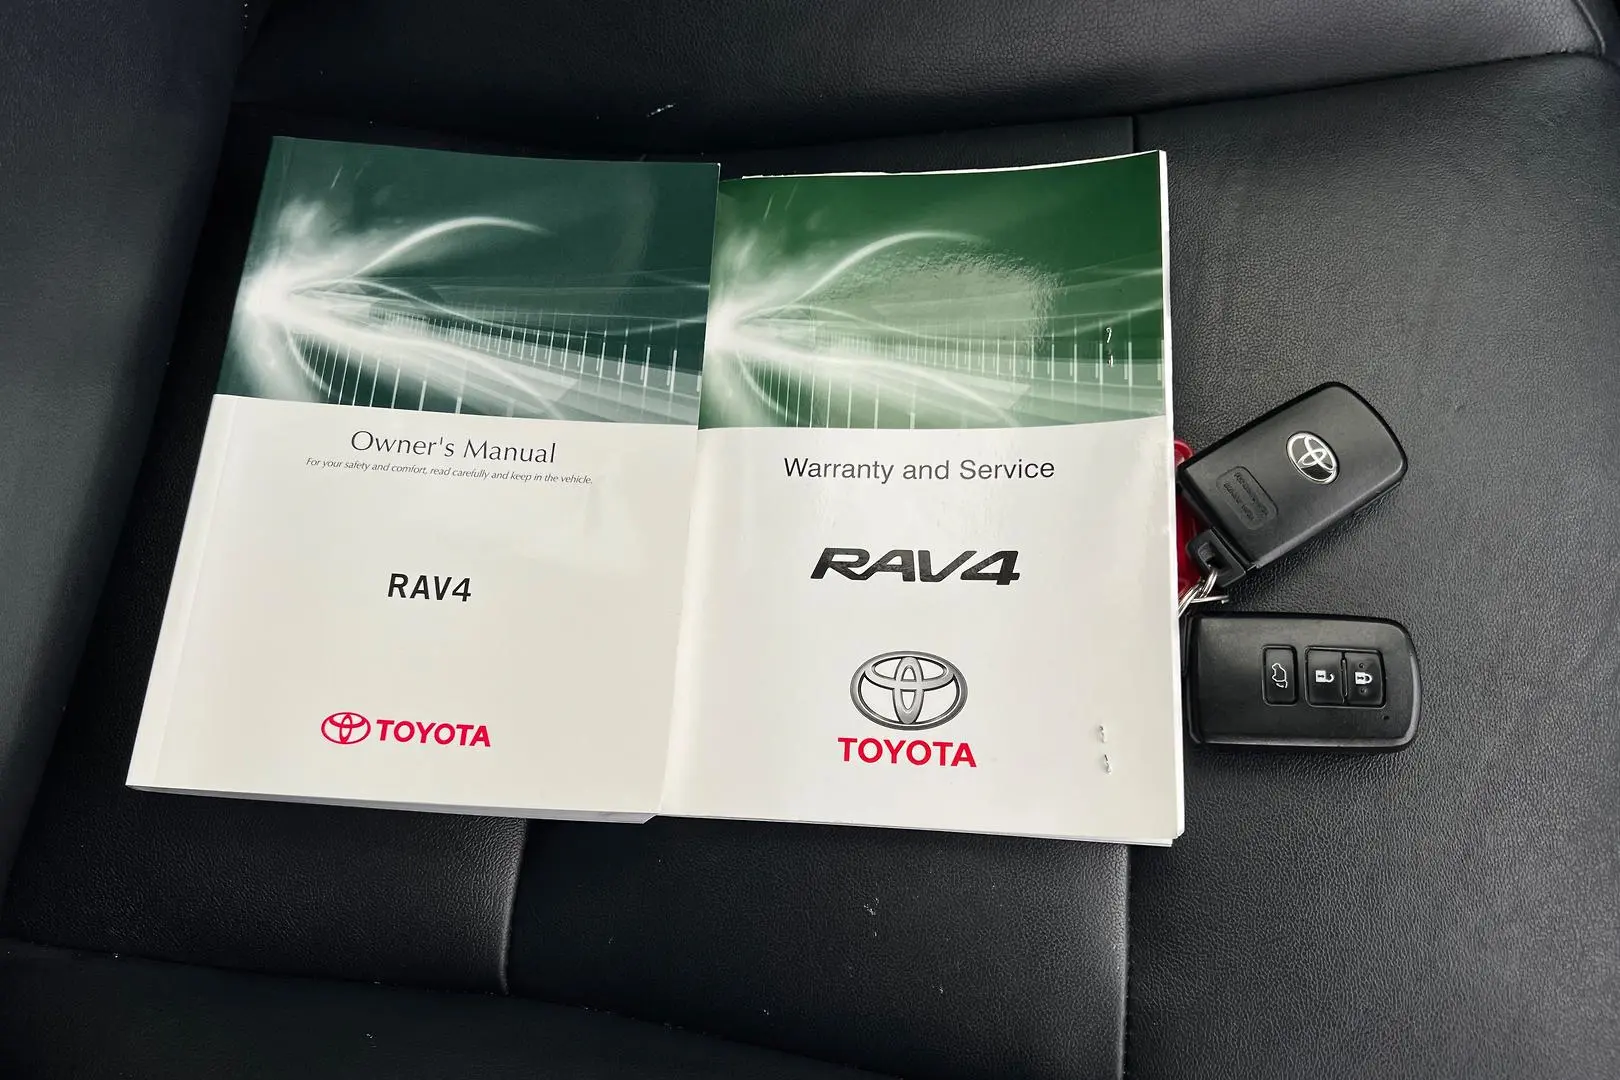 Owner's Manual
For your safety and comfort, read carefully and keep in the vehicle.
RAV4
TOYOTA
Warranty and Service
RAV4
TOYOTA